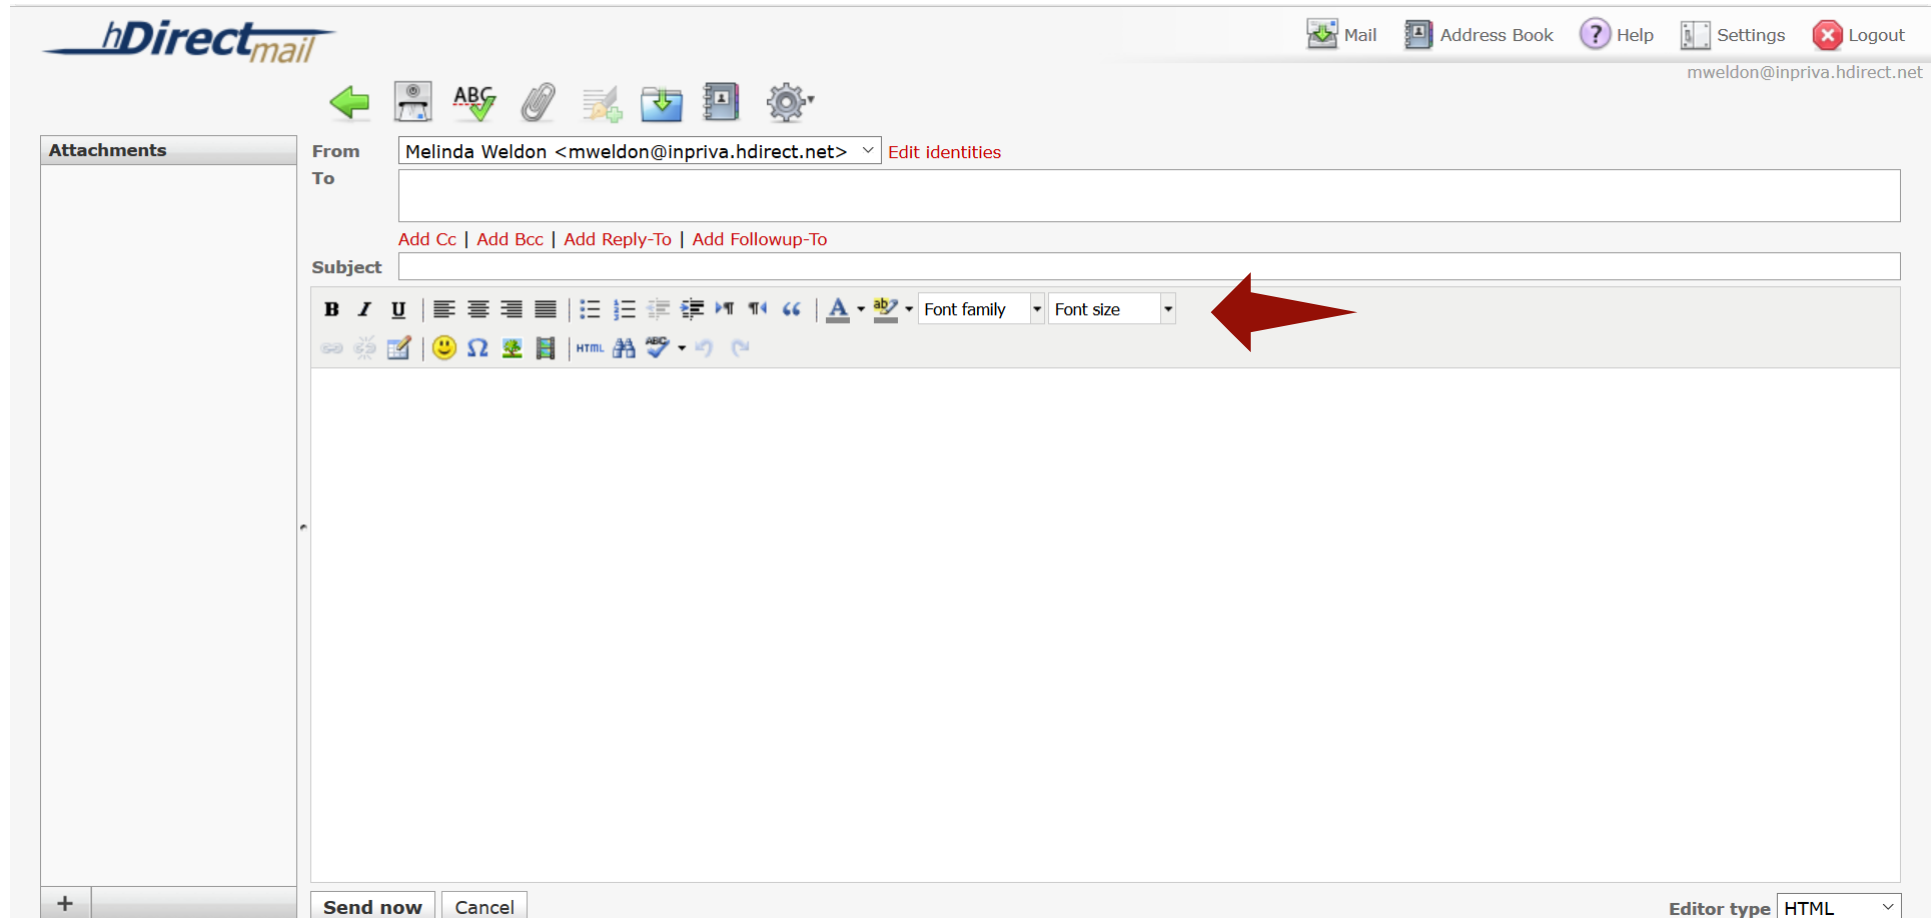 hDirectmail
Mail Address Book ? Help Settings Logout
mweldon@inpriva.hdirect.net
ABC
Attachments
From Melinda Weldon <mweldon@inpriva.hdirect.net> Edit identities
To
Add Cc | Add Bcc | Add Reply-To | Add Followup-To
Subject
B I U A ab Font family Font size
Ω HTML ABC
+ Send now Cancel Editor type HTML